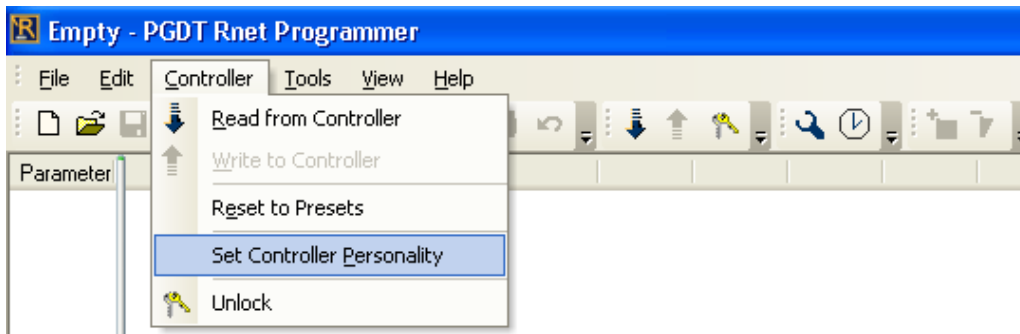 Empty - PGDT Rnet Programmer
File Edit Controller Tools View Help
Read from Controller
Write to Controller
Parameter
Reset to Presets
Set Controller Personality
Unlock